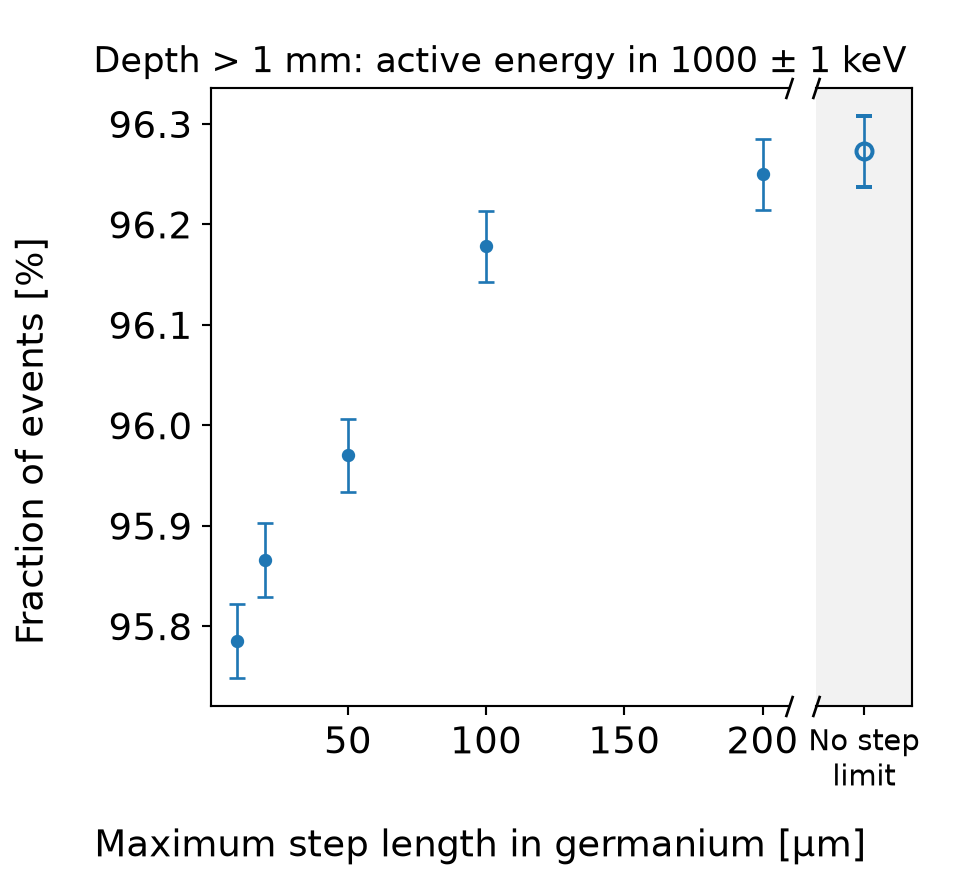 Depth > 1 mm: active energy in 1000 ± 1 keV
Fraction of events [%]
96.3
96.2
96.1
96.0
95.9
95.8
50
100
150
200
No step
limit
Maximum step length in germanium [µm]